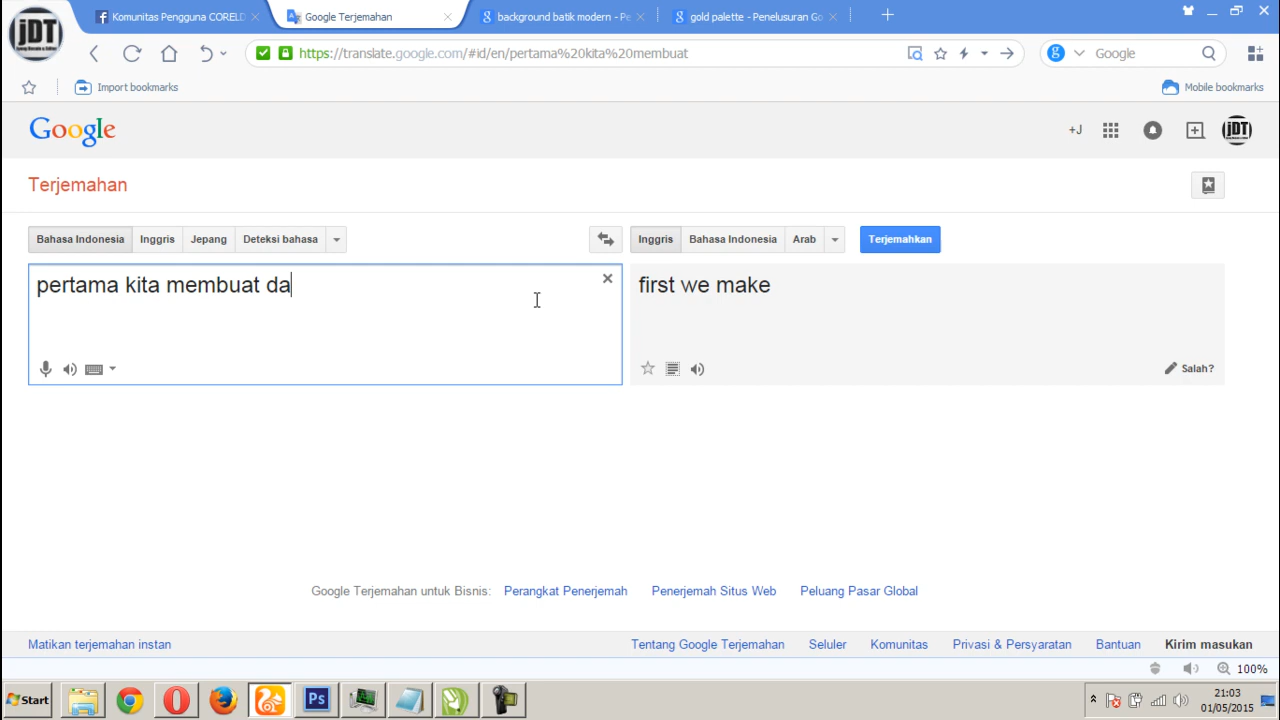 jDT
Komunitas Pengguna CORELD
Google Terjemahan
background batik modern - Pe
gold palette - Penelusuran Go
https://translate.google.com/#id/en/pertama%20kita%20membuat
Google
Import bookmarks
Mobile bookmarks
Google
+J
jDT
Terjemahan
Bahasa Indonesia Inggris Jepang Deteksi bahasa
Inggris Bahasa Indonesia Arab Terjemahkan
pertama kita membuat da
first we make
Salah?
Google Terjemahan untuk Bisnis: Perangkat Penerjemah Penerjemah Situs Web Peluang Pasar Global
Matikan terjemahan instan
Tentang Google Terjemahan Seluler Komunitas Privasi & Persyaratan Bantuan Kirim masukan
100%
Start
Ps
21:03
01/05/2015